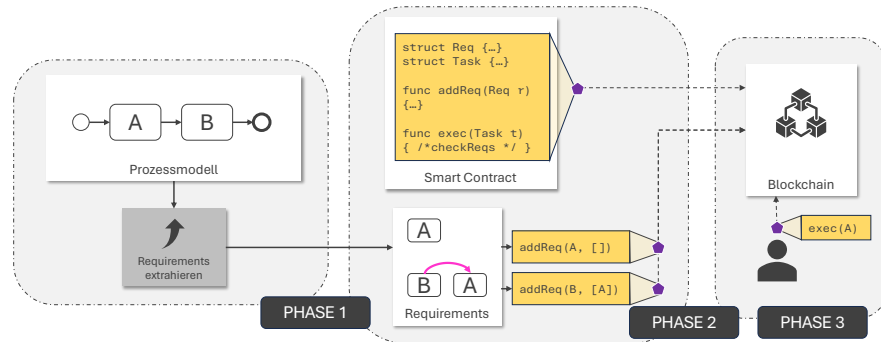 A
B
Prozessmodell
Requirements
extrahieren
PHASE 1
struct Req {…}
struct Task {…}
func addReq(Req r)
{…}
func exec(Task t)
{ /*checkReqs */ }
Smart Contract
A
B
A
Requirements
addReq(A, [])
addReq(B, [A])
PHASE 2
Blockchain
exec(A)
PHASE 3